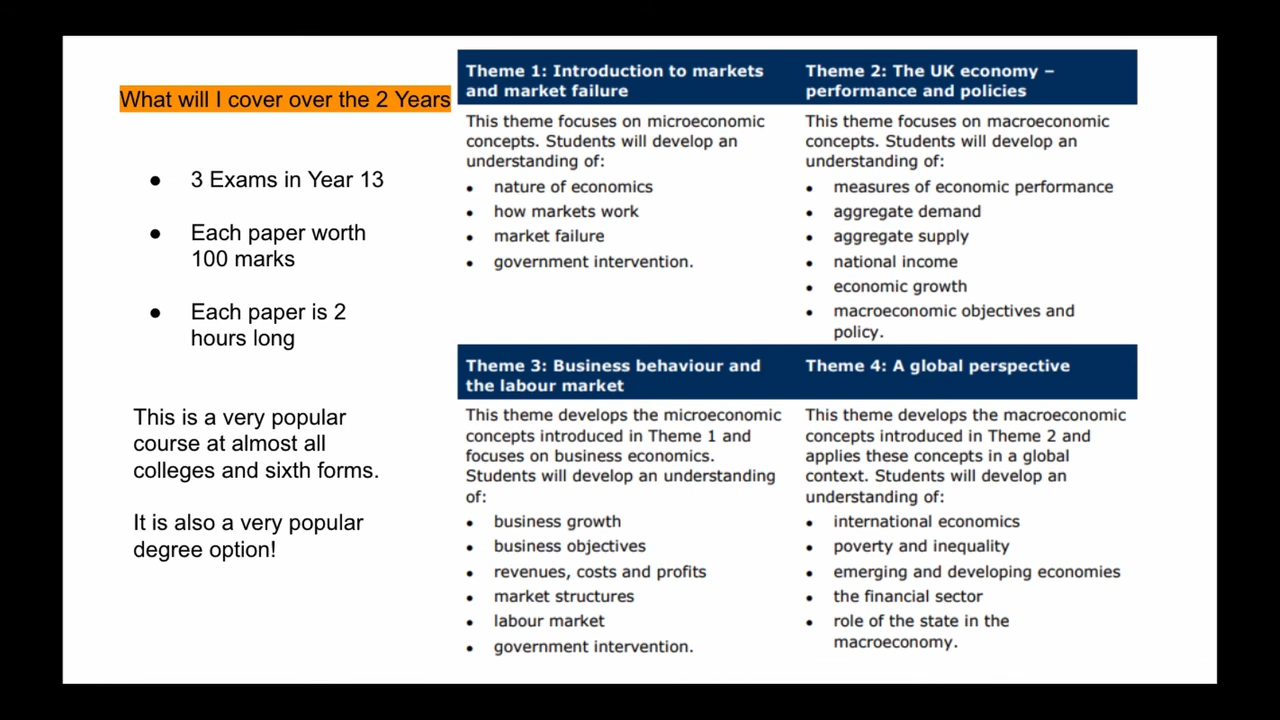 What will I cover over the 2 Years
● 3 Exams in Year 13
● Each paper worth
100 marks
● Each paper is 2
hours long
This is a very popular
course at almost all
colleges and sixth forms.
It is also a very popular
degree option!
Theme 1: Introduction to markets
and market failure
This theme focuses on microeconomic
concepts. Students will develop an
understanding of:
• nature of economics
• how markets work
• market failure
• government intervention.
Theme 2: The UK economy –
performance and policies
This theme focuses on macroeconomic
concepts. Students will develop an
understanding of:
• measures of economic performance
• aggregate demand
• aggregate supply
• national income
• economic growth
• macroeconomic objectives and
policy.
Theme 3: Business behaviour and
the labour market
This theme develops the microeconomic
concepts introduced in Theme 1 and
focuses on business economics.
Students will develop an understanding
of:
• business growth
• business objectives
• revenues, costs and profits
• market structures
• labour market
• government intervention.
Theme 4: A global perspective
This theme develops the macroeconomic
concepts introduced in Theme 2 and
applies these concepts in a global
context. Students will develop an
understanding of:
• international economics
• poverty and inequality
• emerging and developing economies
• the financial sector
• role of the state in the
macroeconomy.